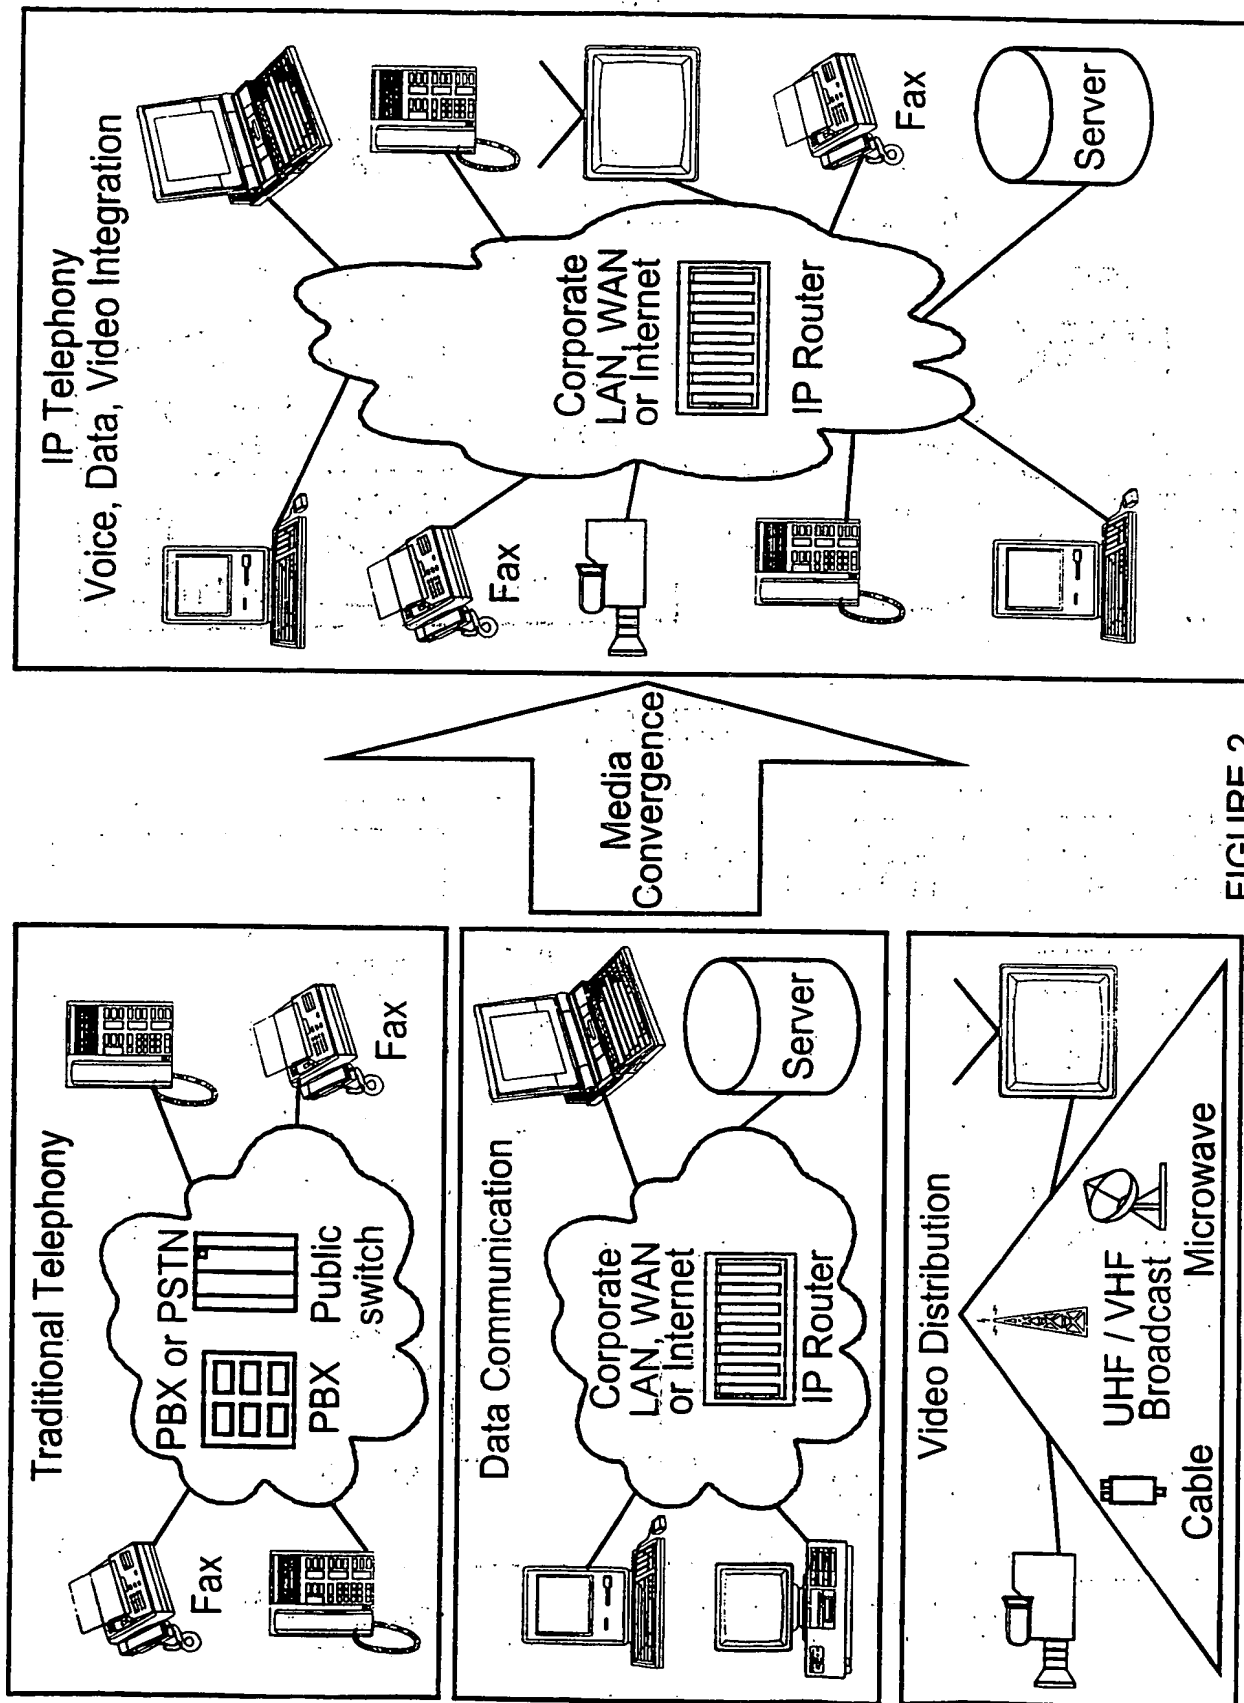 Traditional Telephony
PBX or PSTN
PBX
Public
switch
Fax
Fax
Data Communication
Corporate
LAN, WAN
or Internet
IP Router
Server
Video Distribution
UHF / VHF
Broadcast
Cable
Microwave
Media
Convergence
IP Telephony
Voice, Data, Video Integration
Fax
Corporate
LAN, WAN
or Internet
IP Router
Fax
Server
FIGURE 2